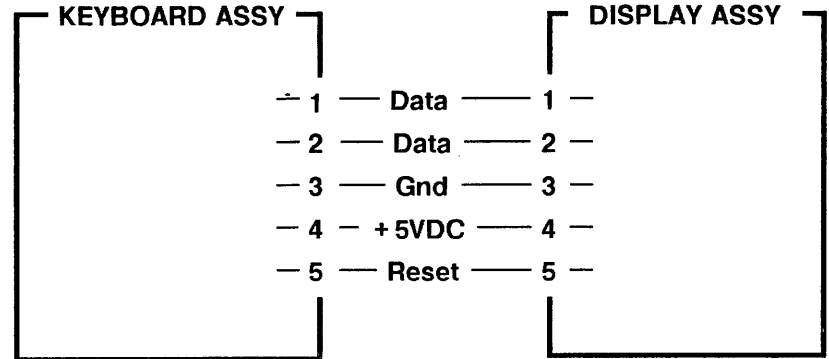 KEYBOARD ASSY DISPLAY ASSY
1 Data 1
2 Data 2
3 Gnd 3
4 +5VDC 4
5 Reset 5